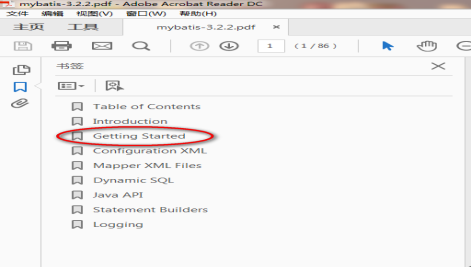 mybatis-3.2.2.pdf - Adobe Acrobat Reader DC
文件 编辑 视图(V) 窗口(W) 帮助(H)
主页 工具 mybatis-3.2.2.pdf ×
1 (1 / 86)
书签
Table of Contents
Introduction
Getting Started
Configuration XML
Mapper XML Files
Dynamic SQL
Java API
Statement Builders
Logging